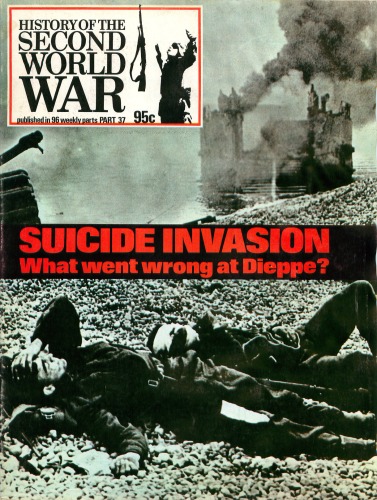 HISTORY OF THE
SECOND
WORLD
WAR
published in 96 weekly parts PART 37
95c
SUICIDE INVASION
What went wrong at Dieppe?